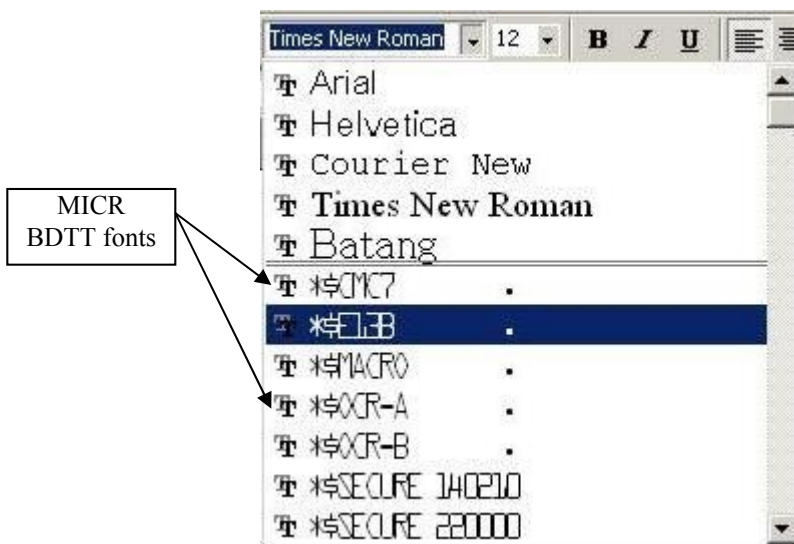 Times New Roman 12 B I U
Arial
Helvetica
Courier New
Times New Roman
MICR
BDTT fonts
Batang
*$CMC7 .
*$E13B .
*$MACRO .
*$OCR-A .
*$OCR-B .
*$SECURE 140210
*$SECURE 220000